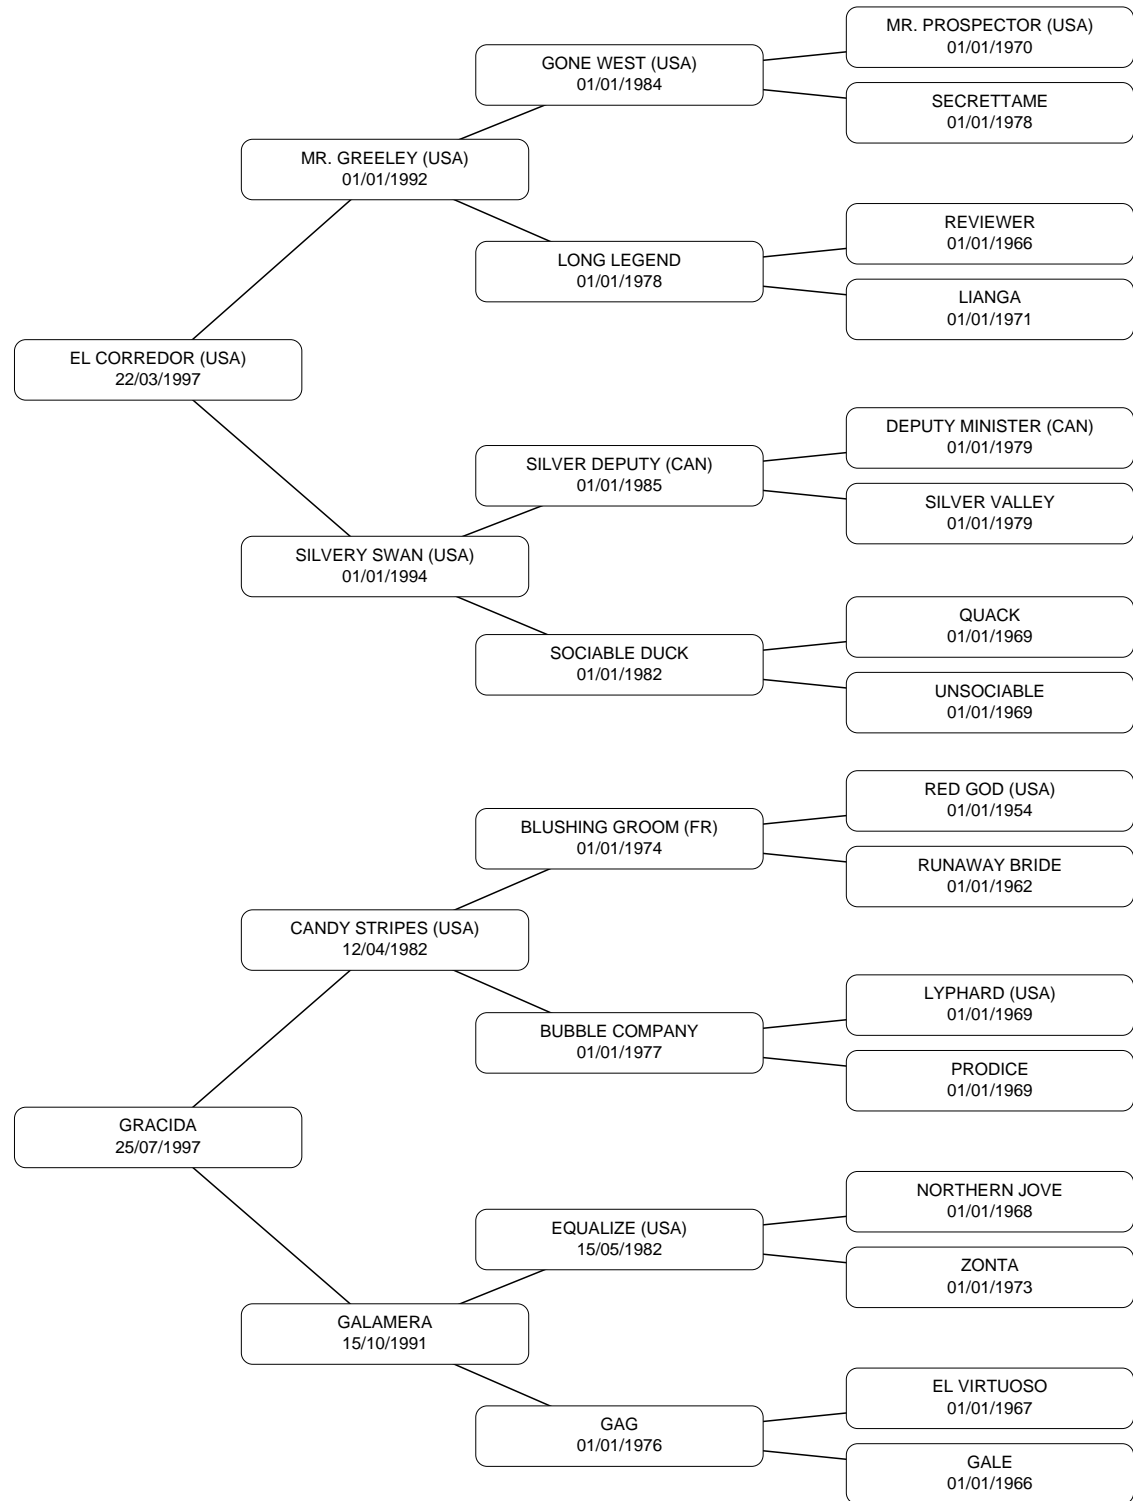 MR. PROSPECTOR (USA)
01/01/1970
GONE WEST (USA)
01/01/1984
SECRETTAME
01/01/1978
MR. GREELEY (USA)
01/01/1992
REVIEWER
01/01/1966
LONG LEGEND
01/01/1978
LIANGA
01/01/1971
EL CORREDOR (USA)
22/03/1997
DEPUTY MINISTER (CAN)
01/01/1979
SILVER DEPUTY (CAN)
01/01/1985
SILVER VALLEY
01/01/1979
SILVERY SWAN (USA)
01/01/1994
QUACK
01/01/1969
SOCIABLE DUCK
01/01/1982
UNSOCIABLE
01/01/1969
RED GOD (USA)
01/01/1954
BLUSHING GROOM (FR)
01/01/1974
RUNAWAY BRIDE
01/01/1962
CANDY STRIPES (USA)
12/04/1982
LYPHARD (USA)
01/01/1969
BUBBLE COMPANY
01/01/1977
PRODICE
01/01/1969
GRACIDA
25/07/1997
NORTHERN JOVE
01/01/1968
EQUALIZE (USA)
15/05/1982
ZONTA
01/01/1973
GALAMERA
15/10/1991
EL VIRTUOSO
01/01/1967
GAG
01/01/1976
GALE
01/01/1966